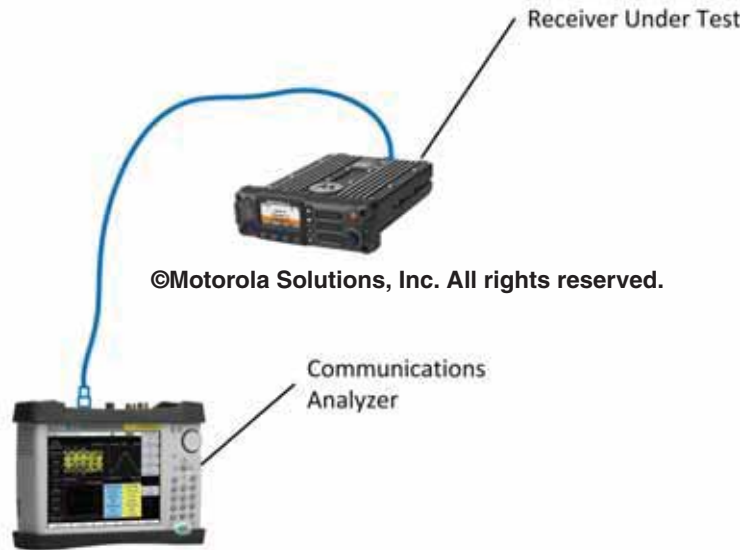 Receiver Under Test
©Motorola Solutions, Inc. All rights reserved.
Communications
Analyzer